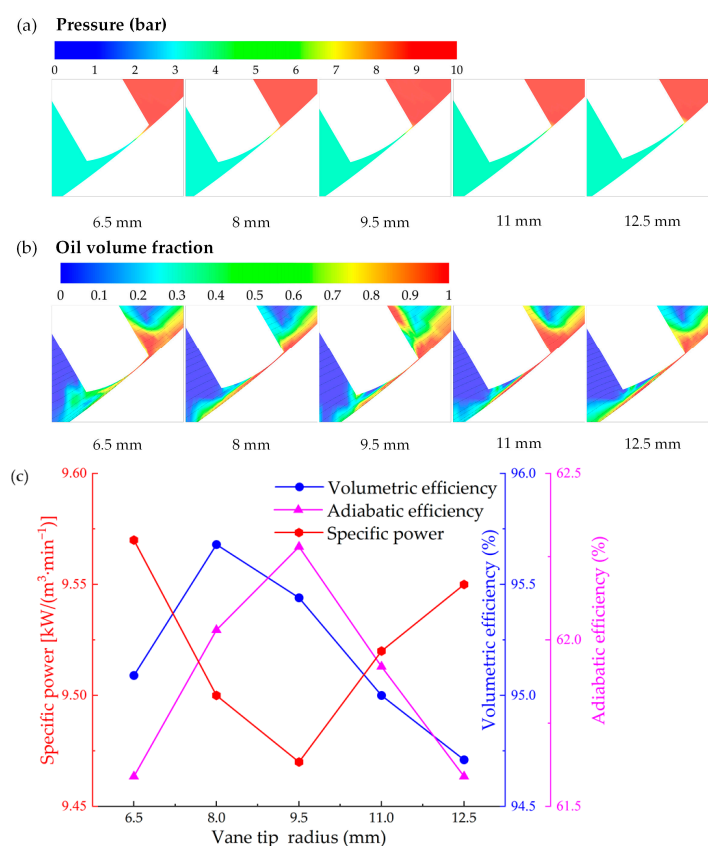 (a) Pressure (bar)
0 1 2 3 4 5 6 7 8 9 10
6.5 mm 8 mm 9.5 mm 11 mm 12.5 mm
(b) Oil volume fraction
0 0.1 0.2 0.3 0.4 0.5 0.6 0.7 0.8 0.9 1
6.5 mm 8 mm 9.5 mm 11 mm 12.5 mm
(c)
Specific power [kW/(m³·min⁻¹)]
9.60
9.55
9.50
9.45
Volumetric efficiency
Adiabatic efficiency
Specific power
96.0
95.5
95.0
94.5
Volumetric efficiency (%)
62.5
62.0
61.5
Adiabatic efficiency (%)
6.5 8.0 9.5 11.0 12.5
Vane tip radius (mm)